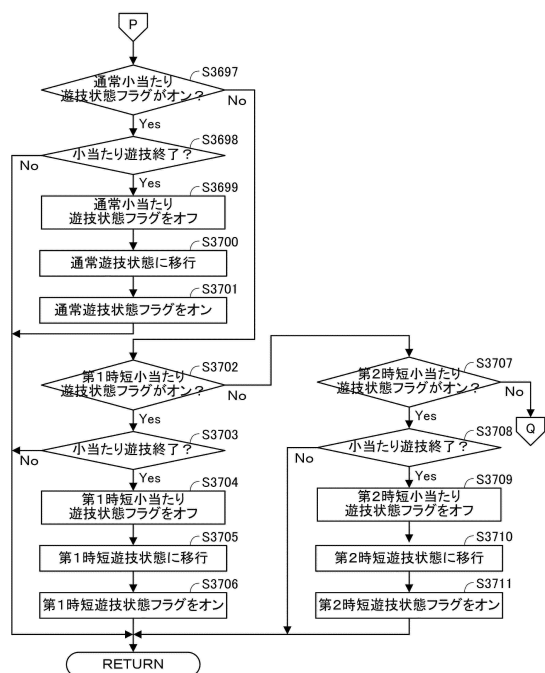 P
S3697
通常小当たり
遊技状態フラグがオン？
No
Yes
S3698
小当たり遊技終了？
No
Yes
S3699
通常小当たり
遊技状態フラグをオフ
S3700
通常遊技状態に移行
S3701
通常遊技状態フラグをオン
S3702
第1時短小当たり
遊技状態フラグがオン？
No
Yes
S3703
小当たり遊技終了？
No
Yes
S3704
第1時短小当たり
遊技状態フラグをオフ
S3705
第1時短遊技状態に移行
S3706
第1時短遊技状態フラグをオン
S3707
第2時短小当たり
遊技状態フラグがオン？
No
Yes
Q
S3708
小当たり遊技終了？
No
Yes
S3709
第2時短小当たり
遊技状態フラグをオフ
S3710
第2時短遊技状態に移行
S3711
第2時短遊技状態フラグをオン
RETURN